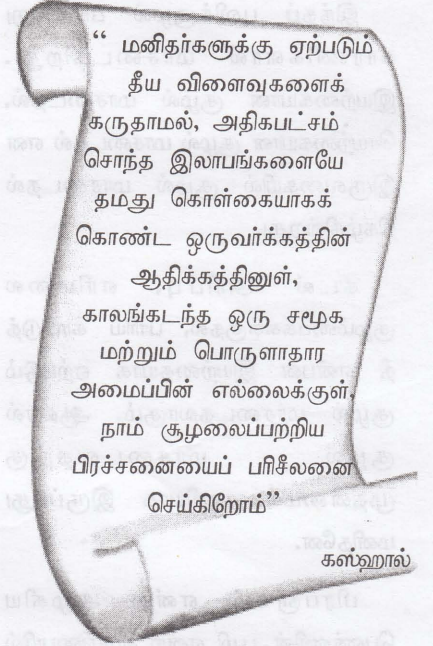 “ மனிதர்களுக்கு ஏற்படும்
தீய விளைவுகளைக்
கருதாமல், அதிகபட்சம்
சொந்த இலாபங்களையே
தமது கொள்கையாகக்
கொண்ட ஒருவர்க்கத்தின்
ஆதிக்கத்தினுள்,
காலங்கடந்த ஒரு சமூக
மற்றும் பொருளாதார
அமைப்பின் எல்லைக்குள்,
நாம் சூழலைப்பற்றிய
பிரச்சனையைப் பரிசீலனை
செய்கிறோம்”
கஸ்ஹால்